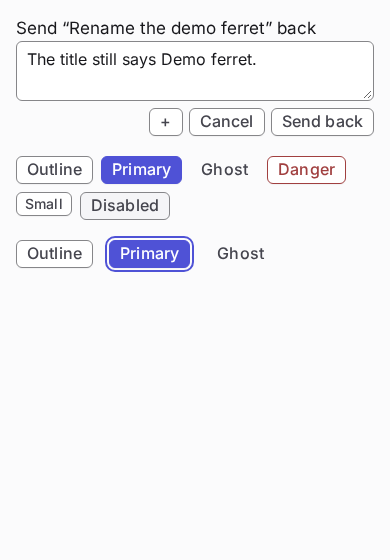 Send “Rename the demo ferret” back
The title still says Demo ferret.
+ Cancel Send back
Outline Primary Ghost Danger
Small Disabled
Outline Primary Ghost